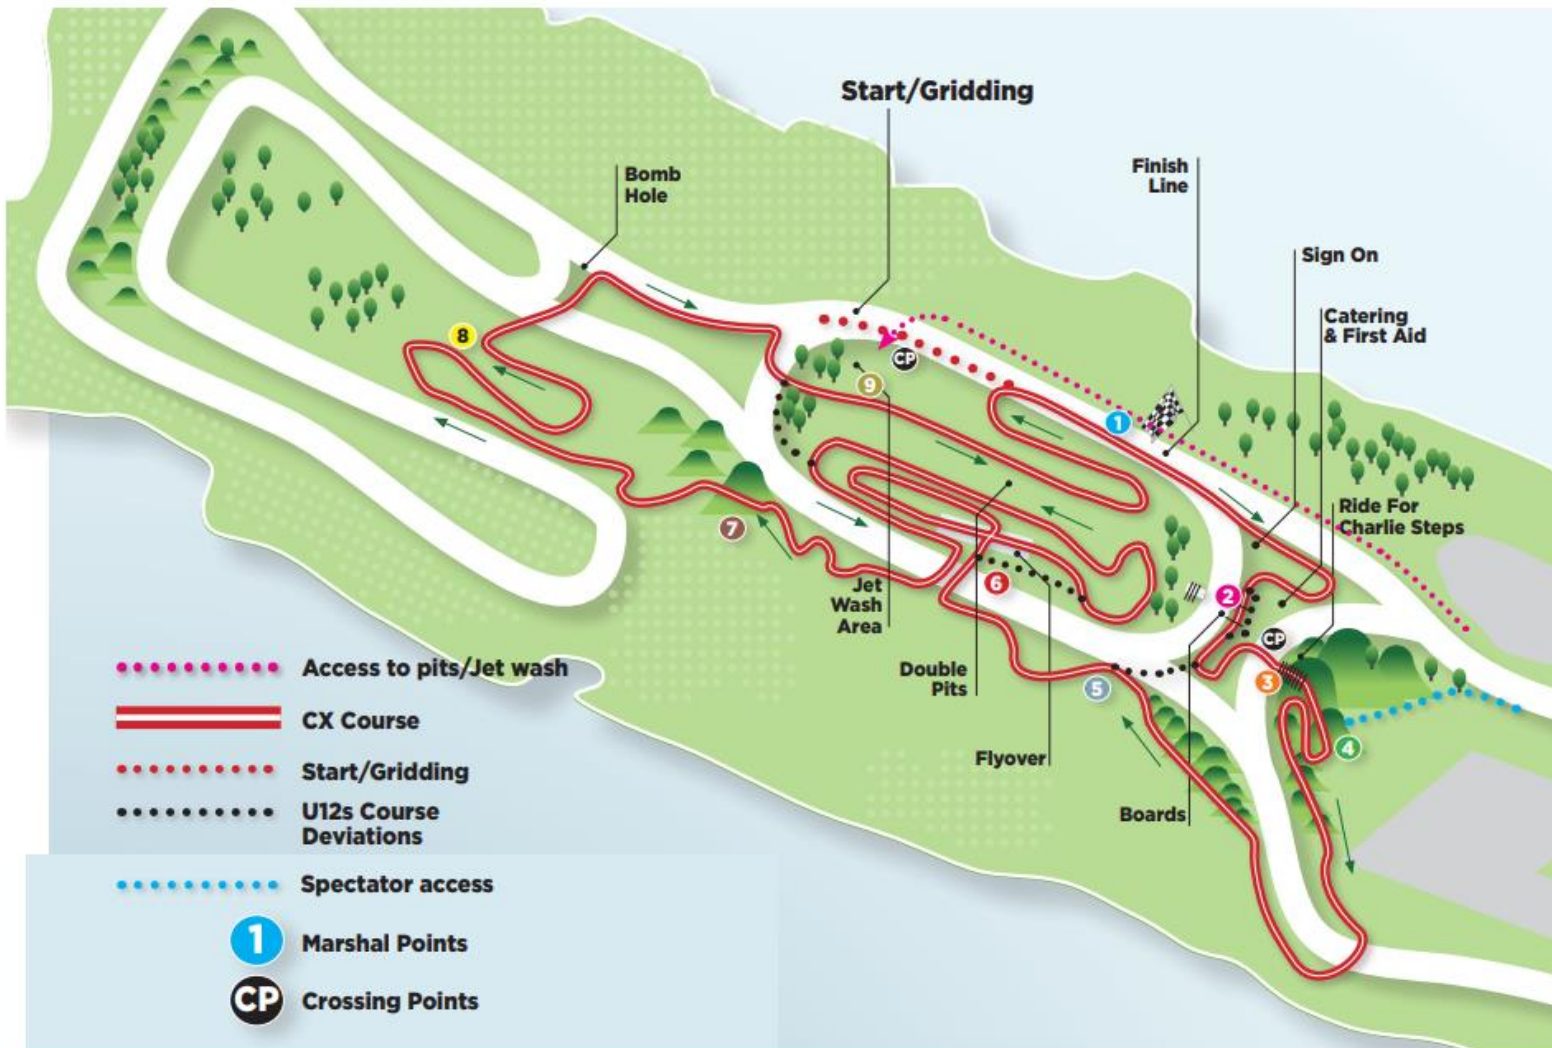 Start/Gridding
Finish
Line
Bomb
Hole
Sign On
Catering
& First Aid
8
CP
9
1
Ride For
Charlie Steps
7
6
Jet
Wash
Area
2
CP
Double
Pits
5
3
4
Flyover
Boards
Access to pits/Jet wash
CX Course
Start/Gridding
U12s Course
Deviations
Spectator access
1 Marshal Points
CP Crossing Points